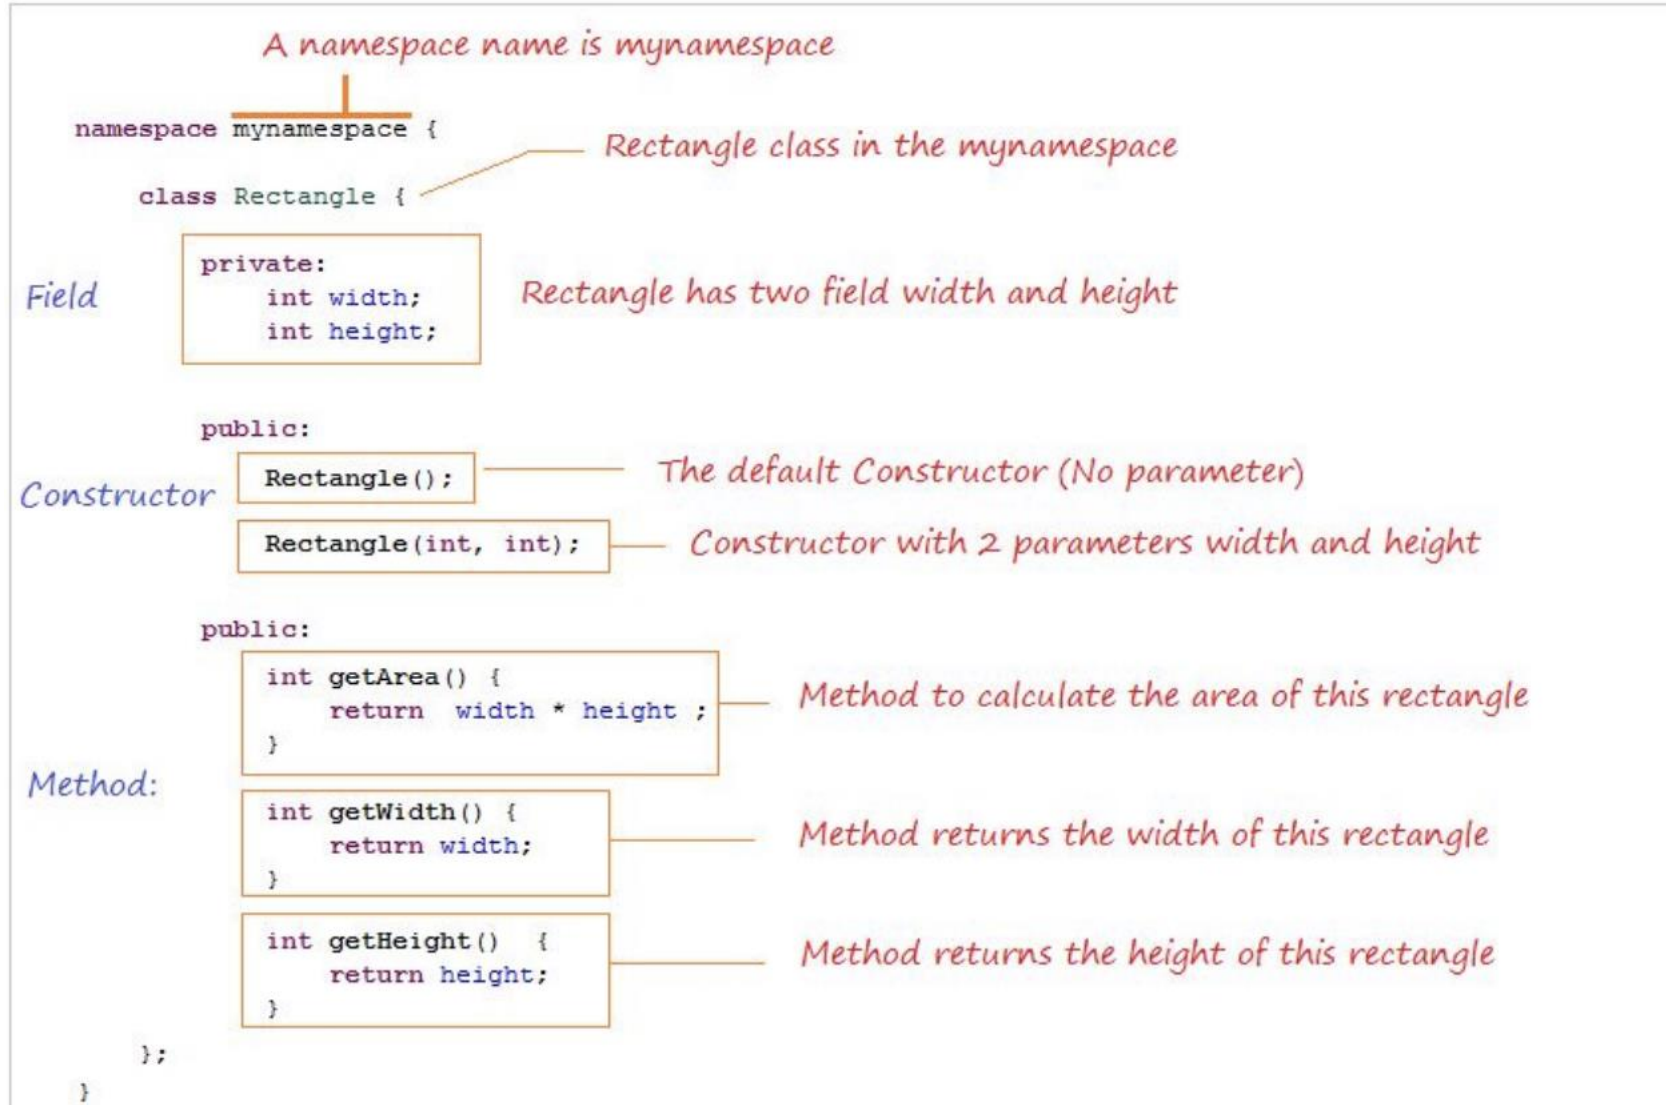 A namespace name is mynamespace
namespace mynamespace {
Rectangle class in the mynamespace
class Rectangle {
private:
Field
int width;
Rectangle has two field width and height
int height;
public:
Rectangle();
The default Constructor (No parameter)
Constructor
Rectangle(int, int);
Constructor with 2 parameters width and height
public:
int getArea() {
return  width * height ;
}
Method to calculate the area of this rectangle
Method:
int getWidth() {
return width;
}
Method returns the width of this rectangle
int getHeight()  {
return height;
}
Method returns the height of this rectangle
};
}